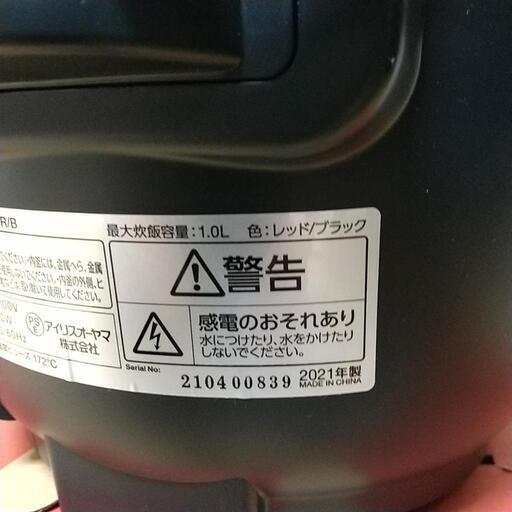 R/B
最大炊飯容量:1.0L 色:レッド/ブラック
警告
感電のおそれあり
水につけたり、水をかけたり
しないでください。
PSE
アイリスオーヤマ
株式会社
172℃
Serial No:
210400839
2021年製
MADE IN CHINA